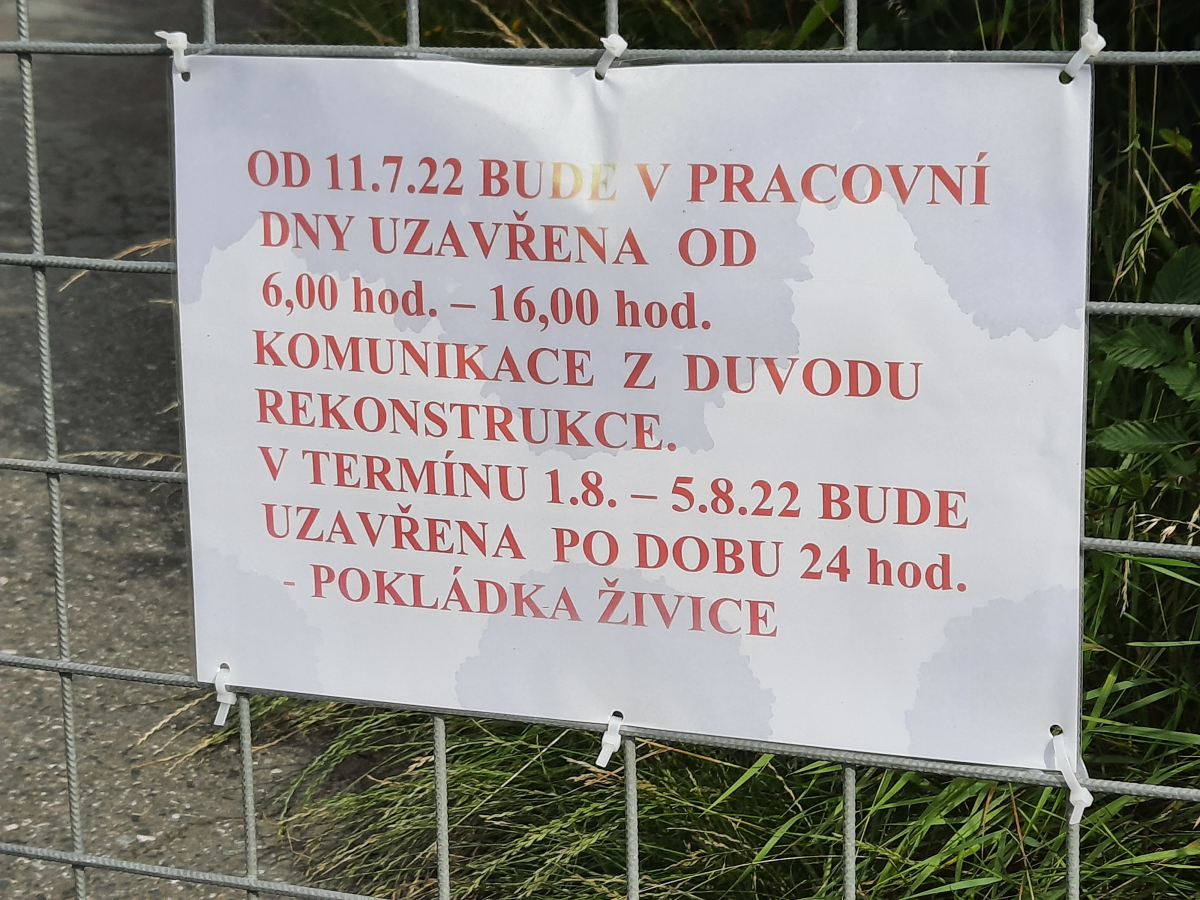 OD 11.7.22 BUDE V PRACOVNÍ
DNY UZAVŘENA OD
6,00 hod. – 16,00 hod.
KOMUNIKACE Z DUVODU
REKONSTRUKCE.
V TERMÍNU 1.8. – 5.8.22 BUDE
UZAVŘENA PO DOBU 24 hod.
- POKLÁDKA ŽIVICE